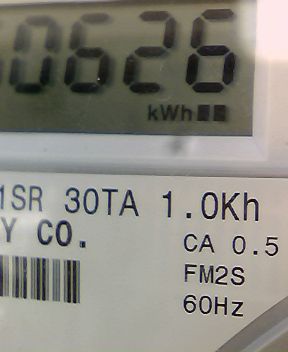 0626
kWh
1SR 30TA 1.0Kh
Y CO.
CA 0.5
FM2S
60Hz